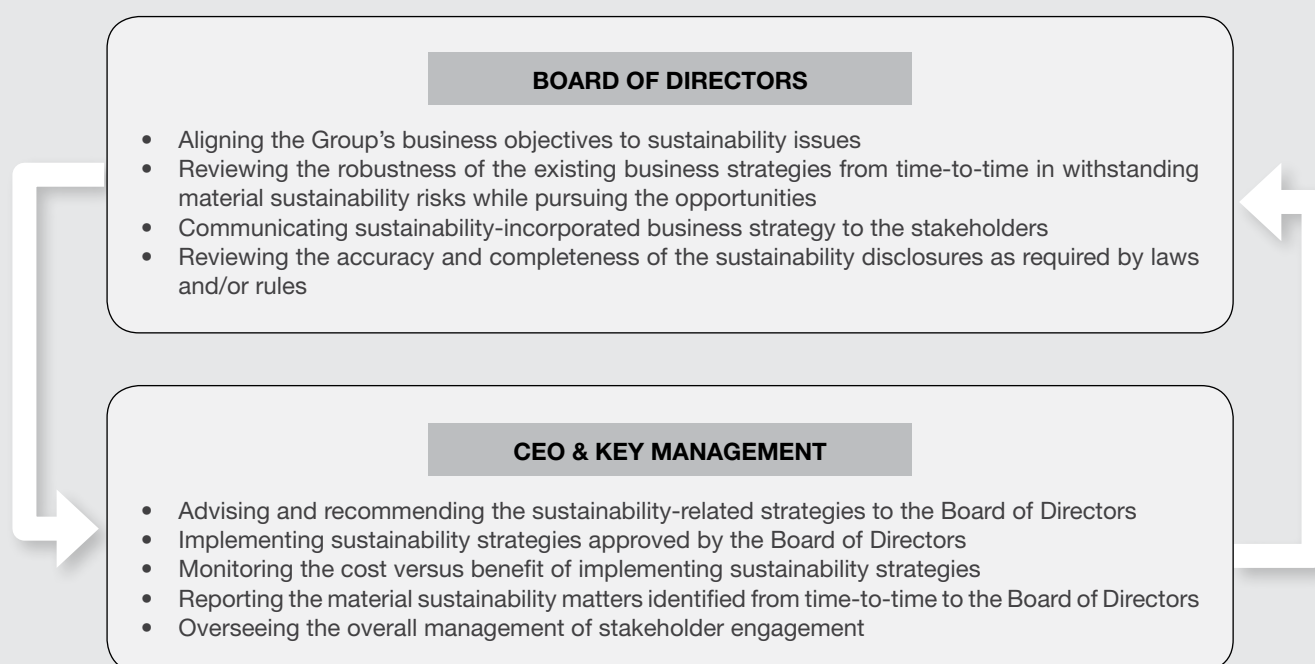 BOARD OF DIRECTORS
• Aligning the Group’s business objectives to sustainability issues
• Reviewing the robustness of the existing business strategies from time-to-time in withstanding
material sustainability risks while pursuing the opportunities
• Communicating sustainability-incorporated business strategy to the stakeholders
• Reviewing the accuracy and completeness of the sustainability disclosures as required by laws
and/or rules
CEO & KEY MANAGEMENT
• Advising and recommending the sustainability-related strategies to the Board of Directors
• Implementing sustainability strategies approved by the Board of Directors
• Monitoring the cost versus benefit of implementing sustainability strategies
• Reporting the material sustainability matters identified from time-to-time to the Board of Directors
• Overseeing the overall management of stakeholder engagement